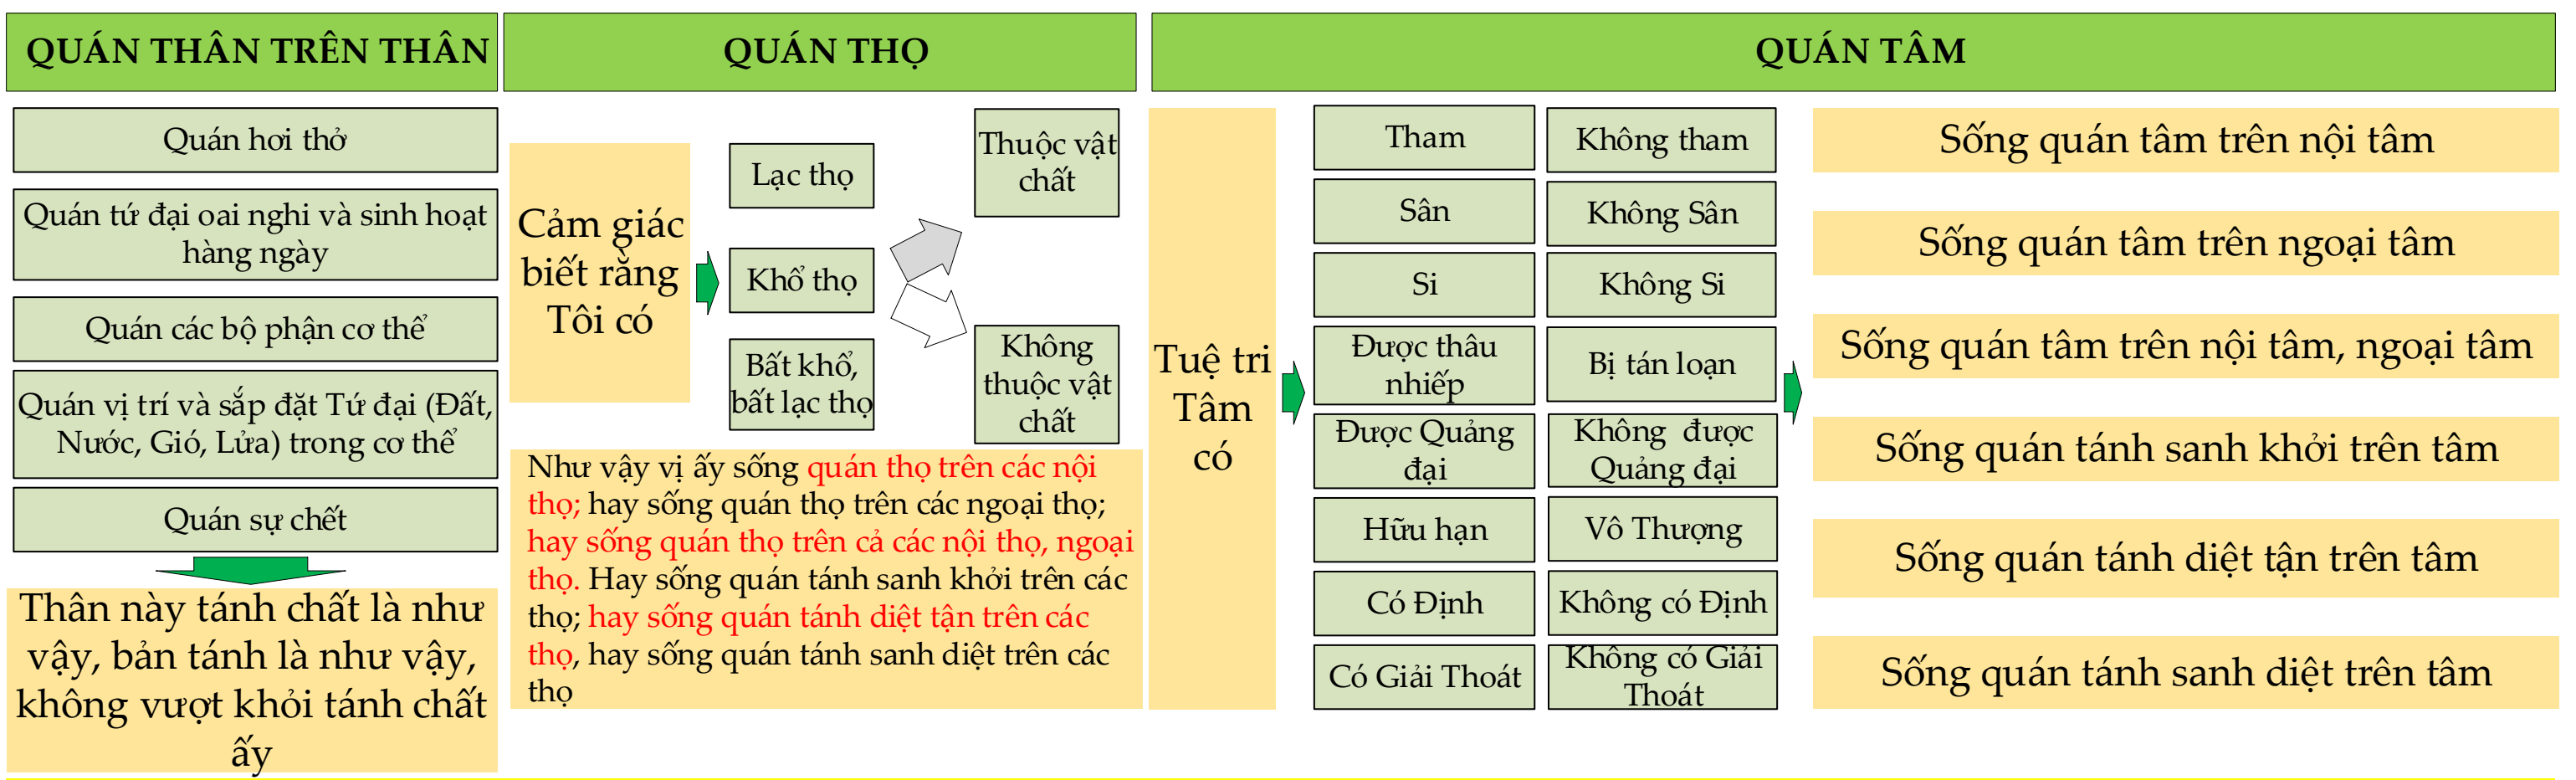 QUÁN THÂN TRÊN THÂN
Quán hơi thở
Quán tứ đại oai nghi và sinh hoạt
hàng ngày
Quán các bộ phận cơ thể
Quán vị trí và sắp đặt Tứ đại (Đất,
Nước, Gió, Lửa) trong cơ thể
Quán sự chết
Thân này tánh chất là như
vậy, bản tánh là như vậy,
không vượt khỏi tánh chất
ấy
QUÁN THỌ
Cảm giác
biết rằng
Tôi có
Lạc thọ
Khổ thọ
Bất khổ,
bất lạc thọ
Thuộc vật
chất
Không
thuộc vật
chất
Như vậy vị ấy sống quán thọ trên các nội
thọ; hay sống quán thọ trên các ngoại thọ;
hay sống quán thọ trên cả các nội thọ, ngoại
thọ. Hay sống quán tánh sanh khởi trên các
thọ; hay sống quán tánh diệt tận trên các
thọ, hay sống quán tánh sanh diệt trên các
thọ
QUÁN TÂM
Tuệ tri
Tâm
có
Tham
Không tham
Sân
Không Sân
Si
Không Si
Được thâu
nhiếp
Bị tán loạn
Được Quảng
đại
Không được
Quảng đại
Hữu hạn
Vô Thượng
Có Định
Không có Định
Có Giải Thoát
Không có Giải
Thoát
Sống quán tâm trên nội tâm
Sống quán tâm trên ngoại tâm
Sống quán tâm trên nội tâm, ngoại tâm
Sống quán tánh sanh khởi trên tâm
Sống quán tánh diệt tận trên tâm
Sống quán tánh sanh diệt trên tâm